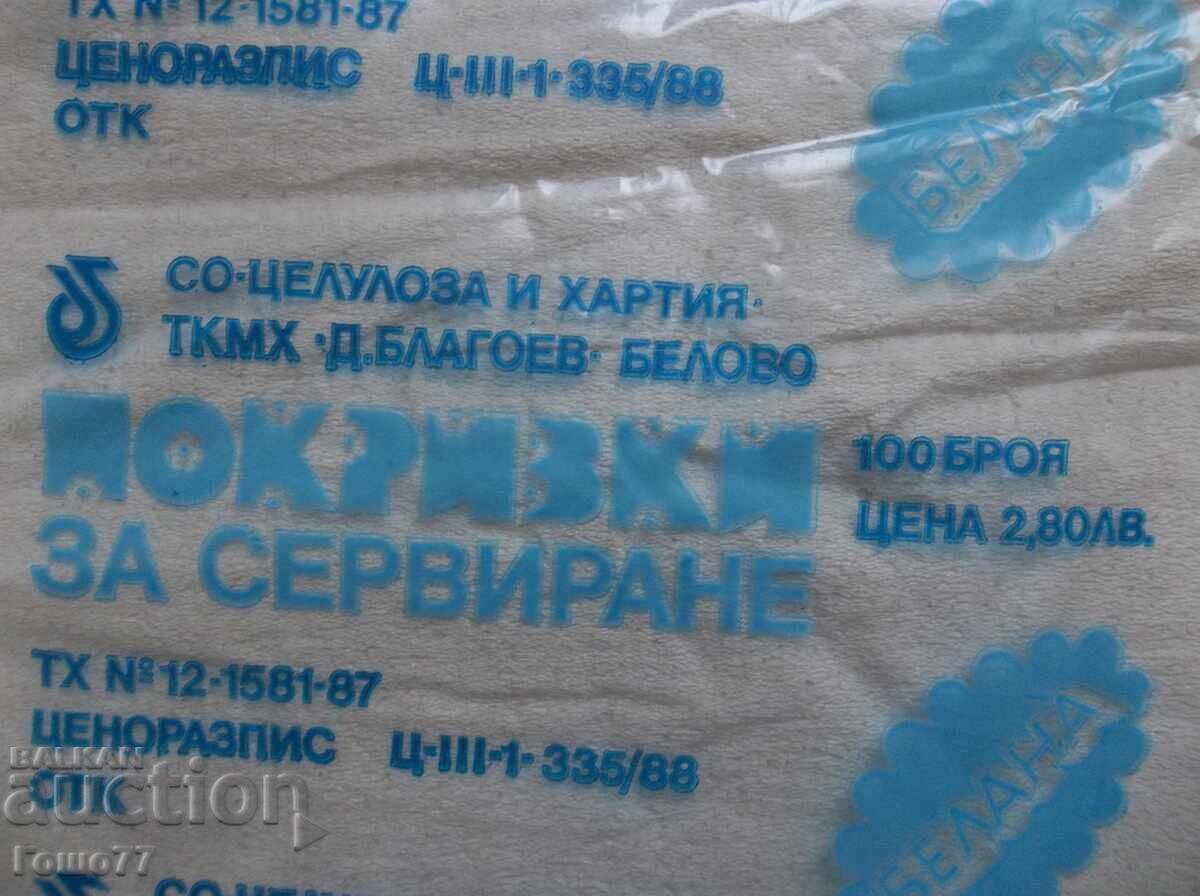 ТХ № 12-1581-87
ЦЕНОРАЗПИС Ц-III-1-335/88
ОТК
БЕЛАНА
СО·ЦЕЛУЛОЗА И ХАРТИЯ·
ТКМХ ·Д.БЛАГОЕВ· БЕЛОВО
ПОКРИВКИ
ЗА СЕРВИРАНЕ
100 БРОЯ
ЦЕНА 2,80ЛВ.
ТХ № 12-1581-87
ЦЕНОРАЗПИС Ц-III-1-335/88
ОТК
БЕЛАНА
BALKAN
auction
Гошо77